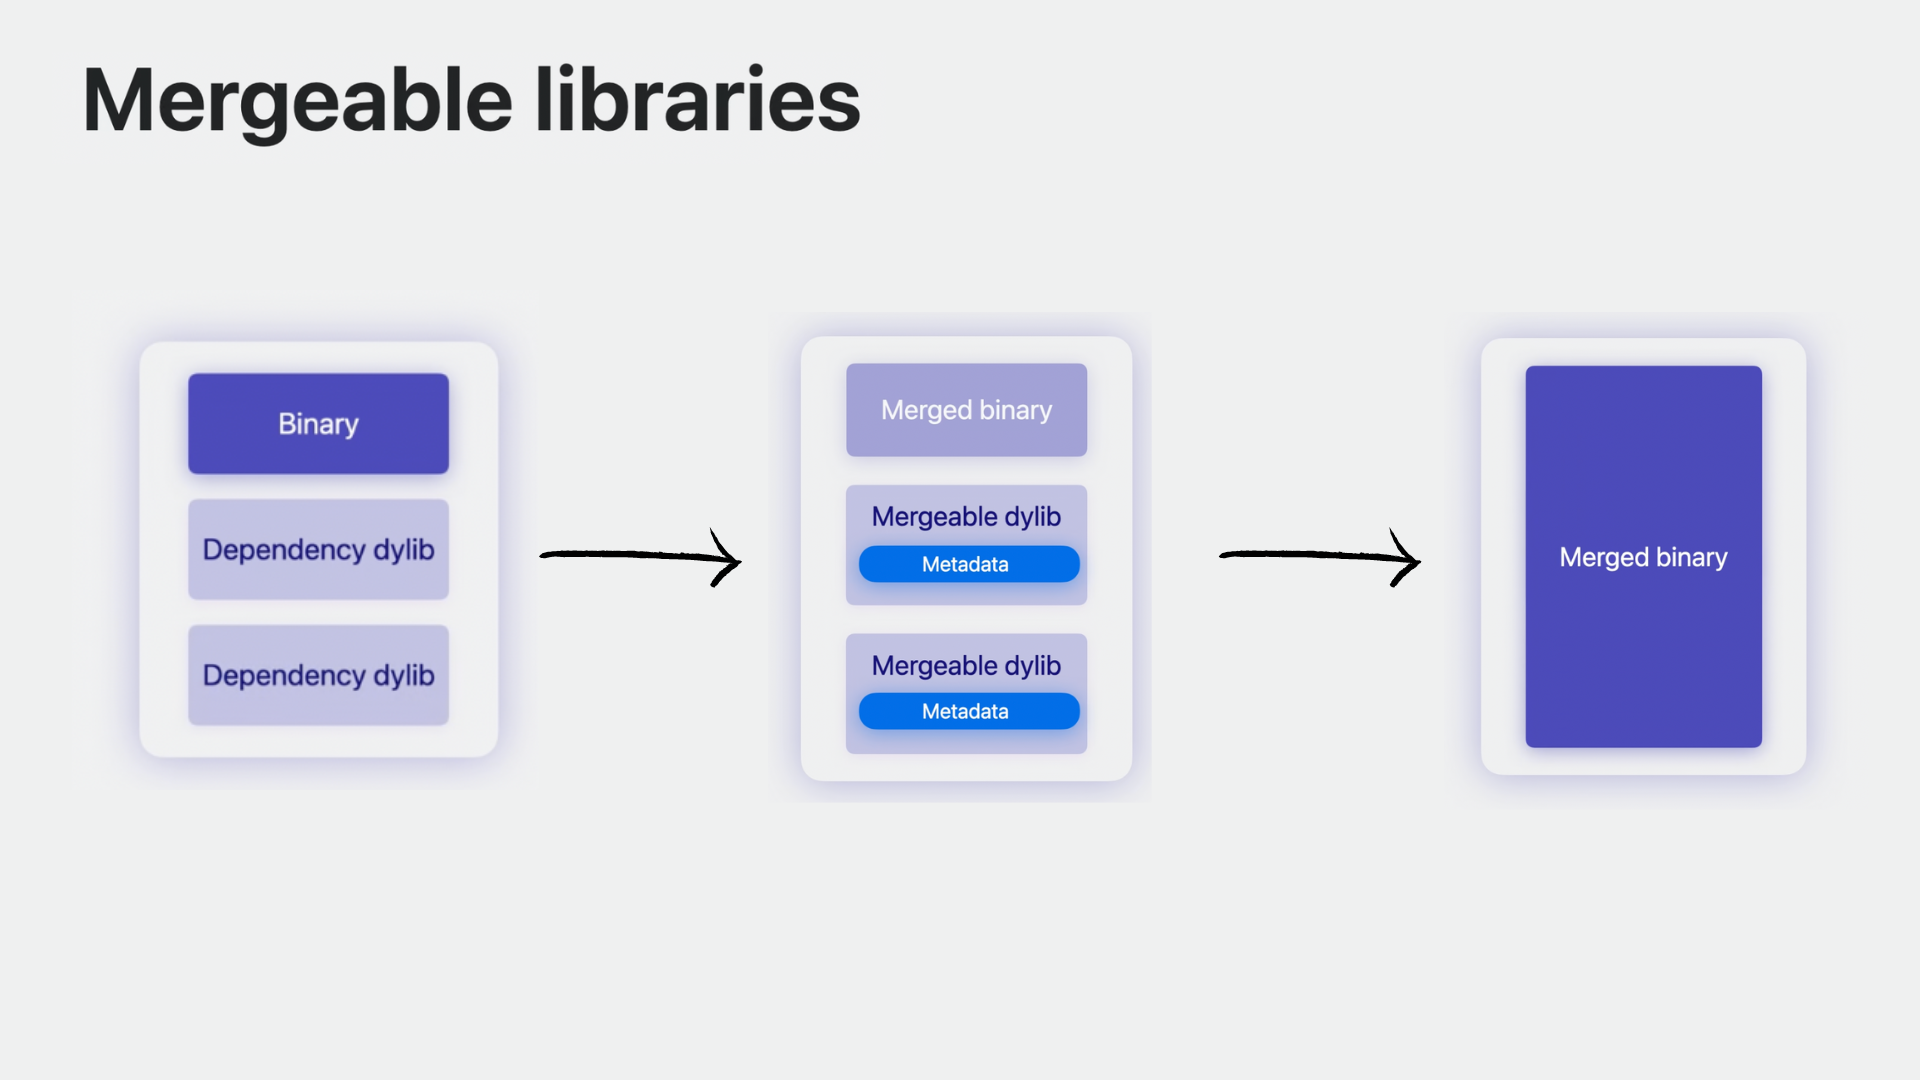 Mergeable libraries
Binary
Dependency dylib
Dependency dylib
Merged binary
Mergeable dylib
Metadata
Mergeable dylib
Metadata
Merged binary